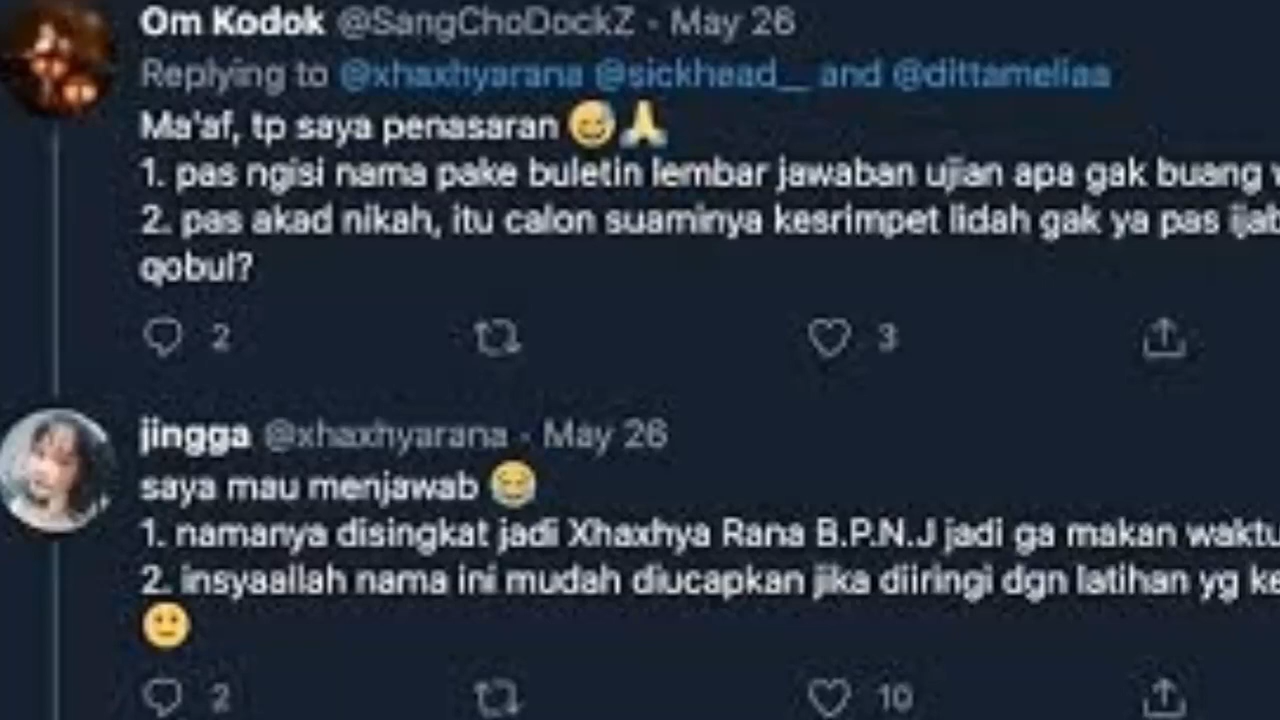 Om Kodok @SangChoDockZ · May 26
Replying to @xhaxhyarana @sickhead__ and @dittameliaa
Ma'af, tp saya penasaran 😅🙏
1. pas ngisi nama pake buletin lembar jawaban ujian apa gak buang
2. pas akad nikah, itu calon suaminya kesrimpet lidah gak ya pas ijab
qobul?
2 3
jingga @xhaxhyarana · May 26
saya mau menjawab 😂
1. namanya disingkat jadi Xhaxhya Rana B.P.N.J jadi ga makan waktu
2. insyaallah nama ini mudah diucapkan jika diiringi dgn latihan yg
🙂
2 10